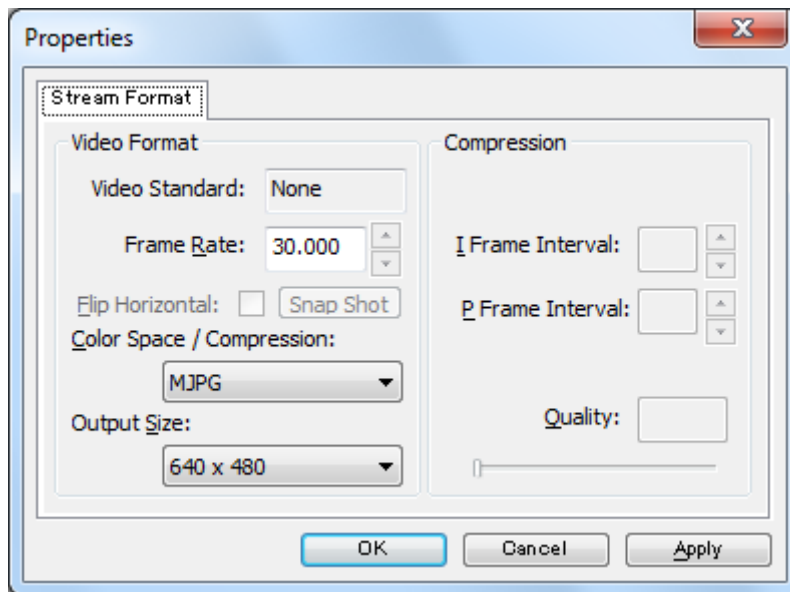 Properties
Stream Format
Video Format
Video Standard: None
Frame Rate: 30.000
Flip Horizontal: Snap Shot
Color Space / Compression:
MJPG
Output Size:
640 x 480
Compression
I Frame Interval:
P Frame Interval:
Quality:
OK Cancel Apply